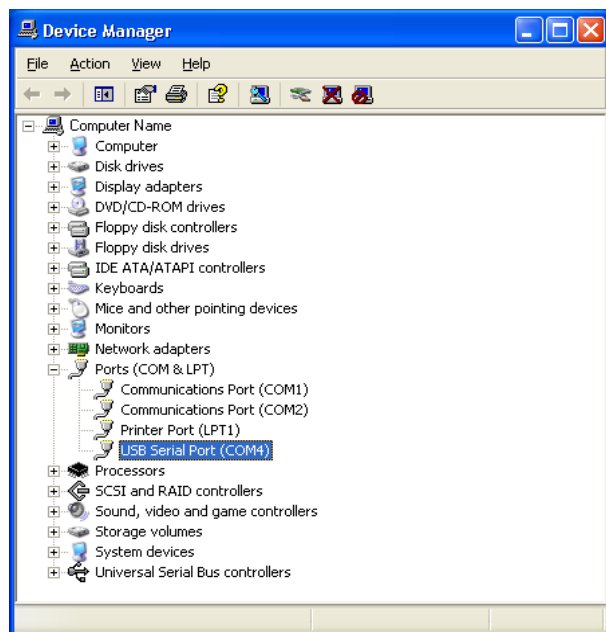 Device Manager
File Action View Help
Computer Name
Computer
Disk drives
Display adapters
DVD/CD-ROM drives
Floppy disk controllers
Floppy disk drives
IDE ATA/ATAPI controllers
Keyboards
Mice and other pointing devices
Monitors
Network adapters
Ports (COM & LPT)
Communications Port (COM1)
Communications Port (COM2)
Printer Port (LPT1)
USB Serial Port (COM4)
Processors
SCSI and RAID controllers
Sound, video and game controllers
Storage volumes
System devices
Universal Serial Bus controllers